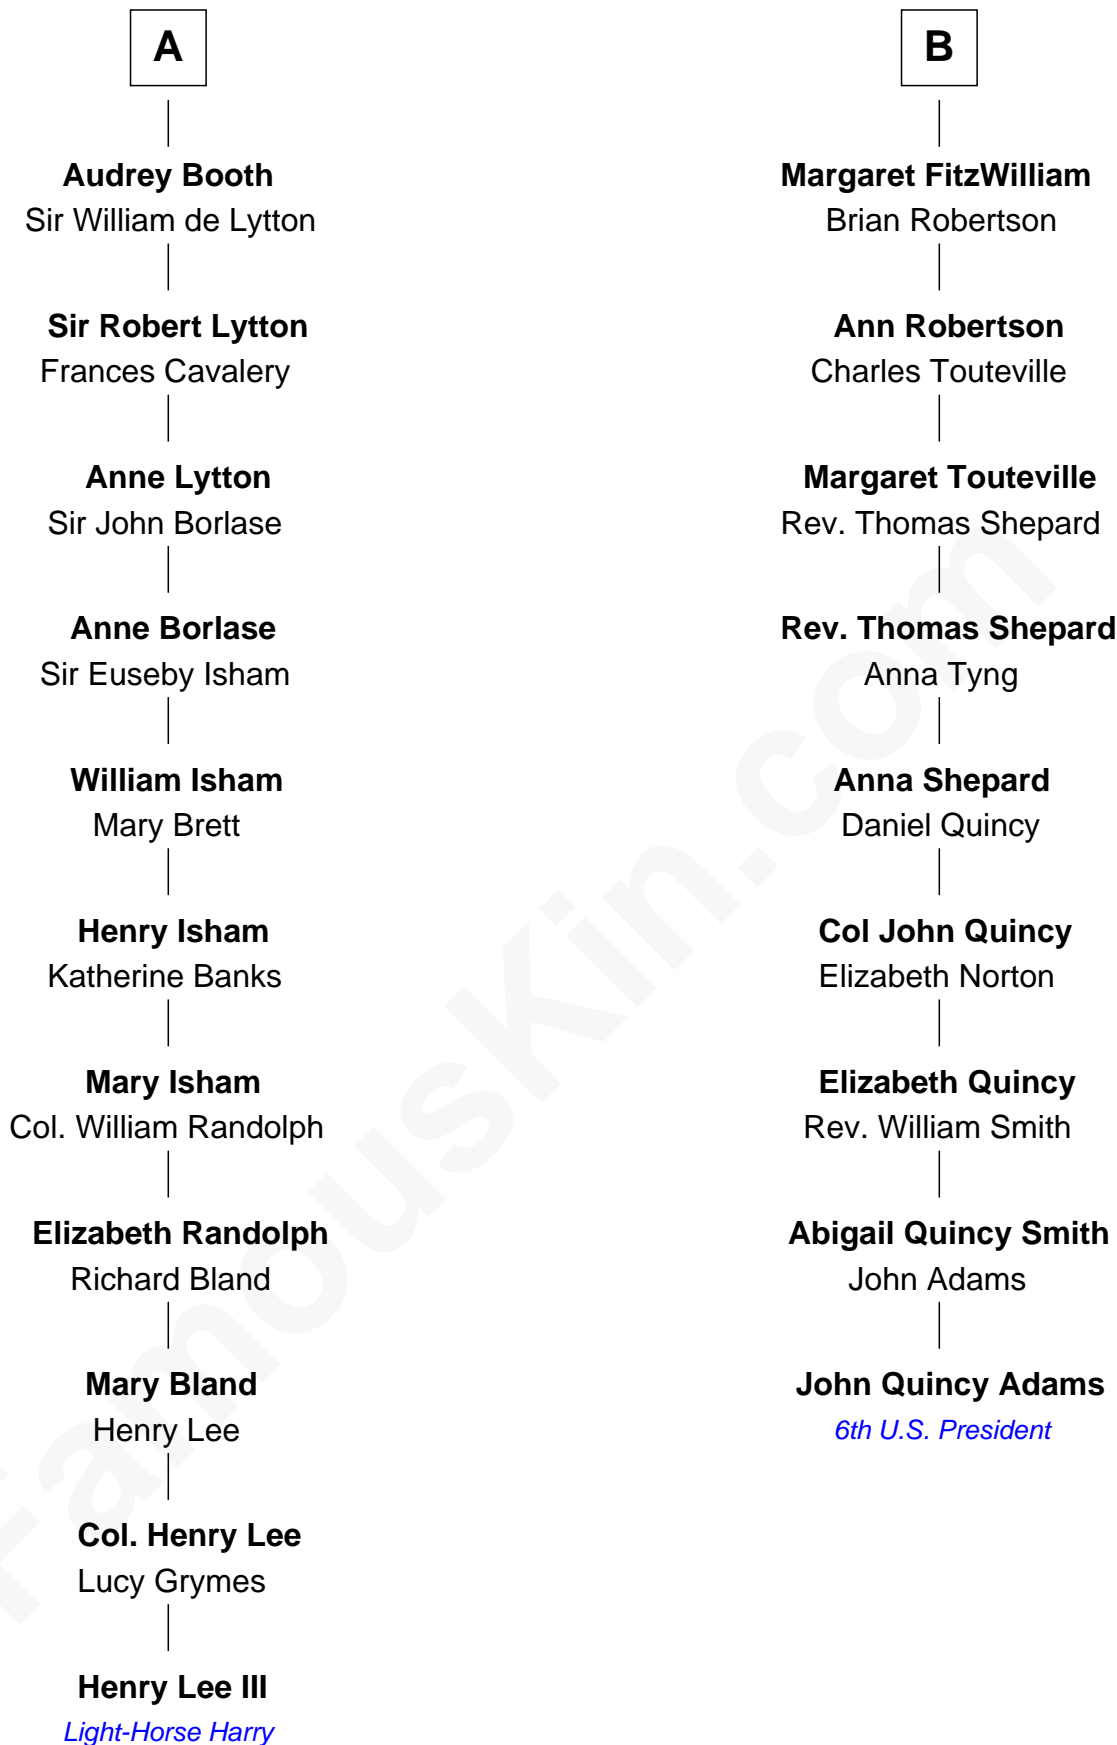 A
Audrey Booth
Sir William de Lytton
Sir Robert Lytton
Frances Cavalery
Anne Lytton
Sir John Borlase
Anne Borlase
Sir Euseby Isham
William Isham
Mary Brett
Henry Isham
Katherine Banks
Mary Isham
Col. William Randolph
Elizabeth Randolph
Richard Bland
Mary Bland
Henry Lee
Col. Henry Lee
Lucy Grymes
Henry Lee III
Light-Horse Harry
B
Margaret FitzWilliam
Brian Robertson
Ann Robertson
Charles Touteville
Margaret Touteville
Rev. Thomas Shepard
Rev. Thomas Shepard
Anna Tyng
Anna Shepard
Daniel Quincy
Col John Quincy
Elizabeth Norton
Elizabeth Quincy
Rev. William Smith
Abigail Quincy Smith
John Adams
John Quincy Adams
6th U.S. President
FamousKin.com